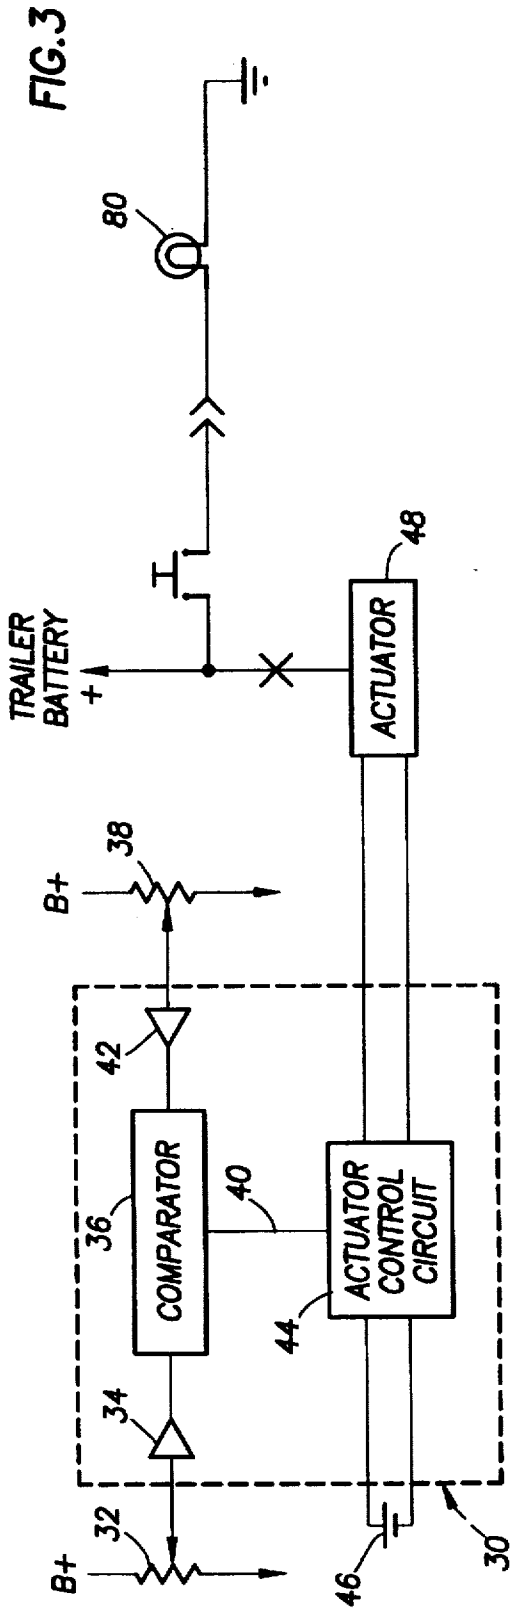 FIG.3
80
TRAILER
BATTERY
+
48
ACTUATOR
B+
38
42
36
COMPARATOR
40
44
ACTUATOR
CONTROL
CIRCUIT
34
B+
32
46
30